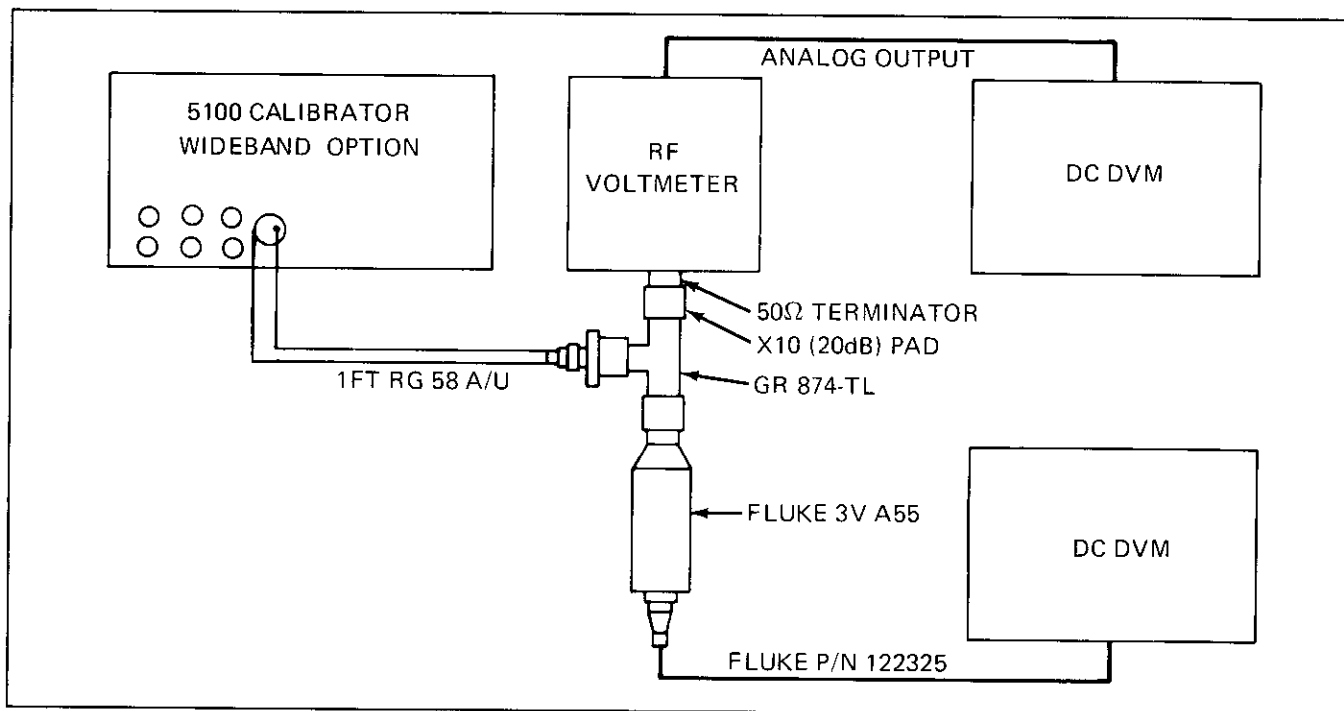 ANALOG OUTPUT
5100 CALIBRATOR
WIDEBAND OPTION
RF
VOLTMETER
DC DVM
50Ω TERMINATOR
X10 (20dB) PAD
GR 874-TL
1FT RG 58 A/U
FLUKE 3V A55
DC DVM
FLUKE P/N 122325